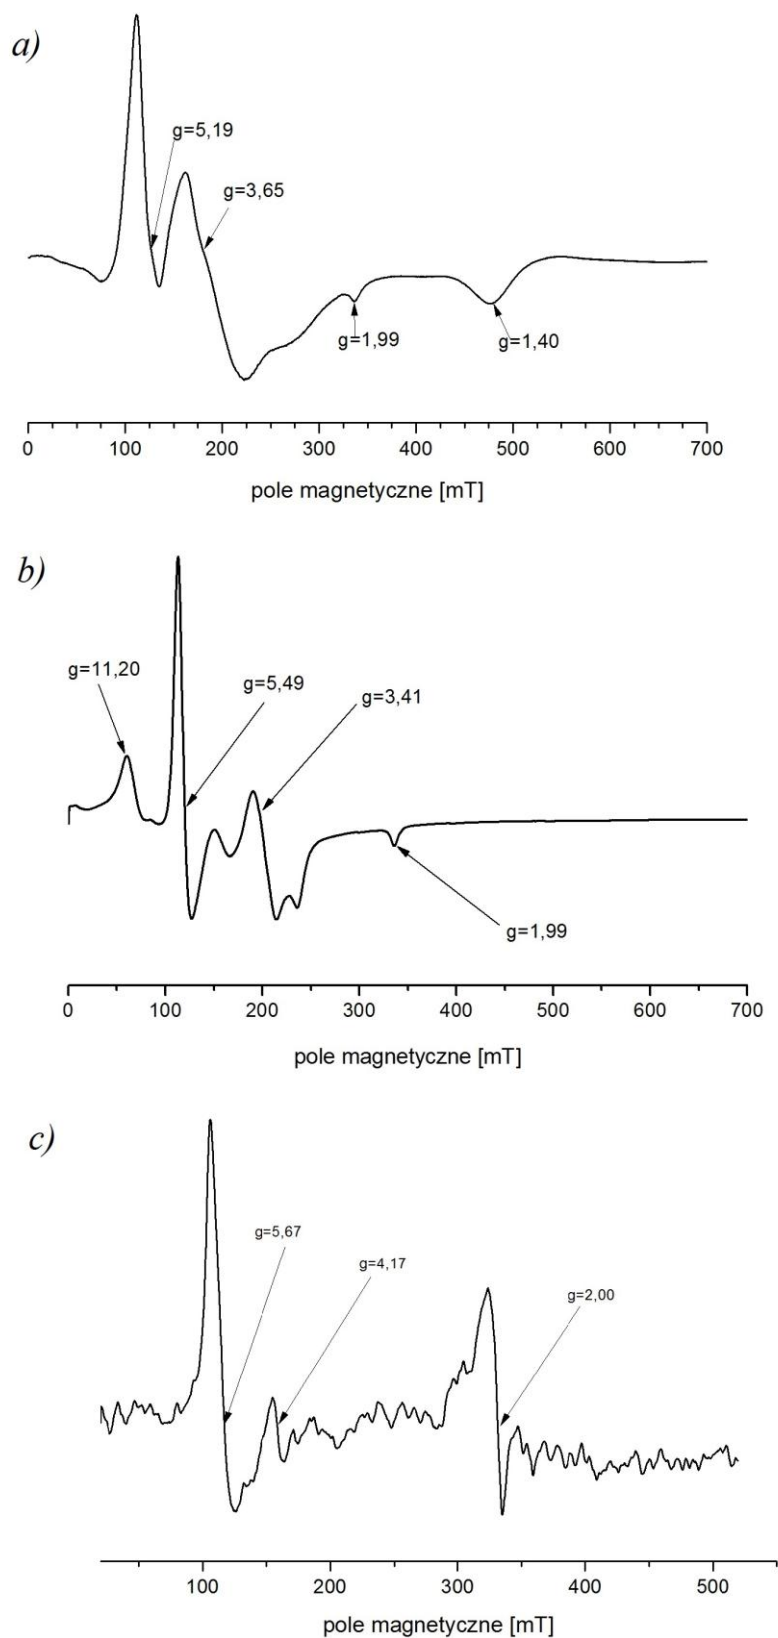 a)
g=5,19
g=3,65
g=1,99
g=1,40
0 100 200 300 400 500 600 700
pole magnetyczne [mT]
b)
g=11,20
g=5,49
g=3,41
g=1,99
0 100 200 300 400 500 600 700
pole magnetyczne [mT]
c)
g=5,67
g=4,17
g=2,00
100 200 300 400 500
pole magnetyczne [mT]